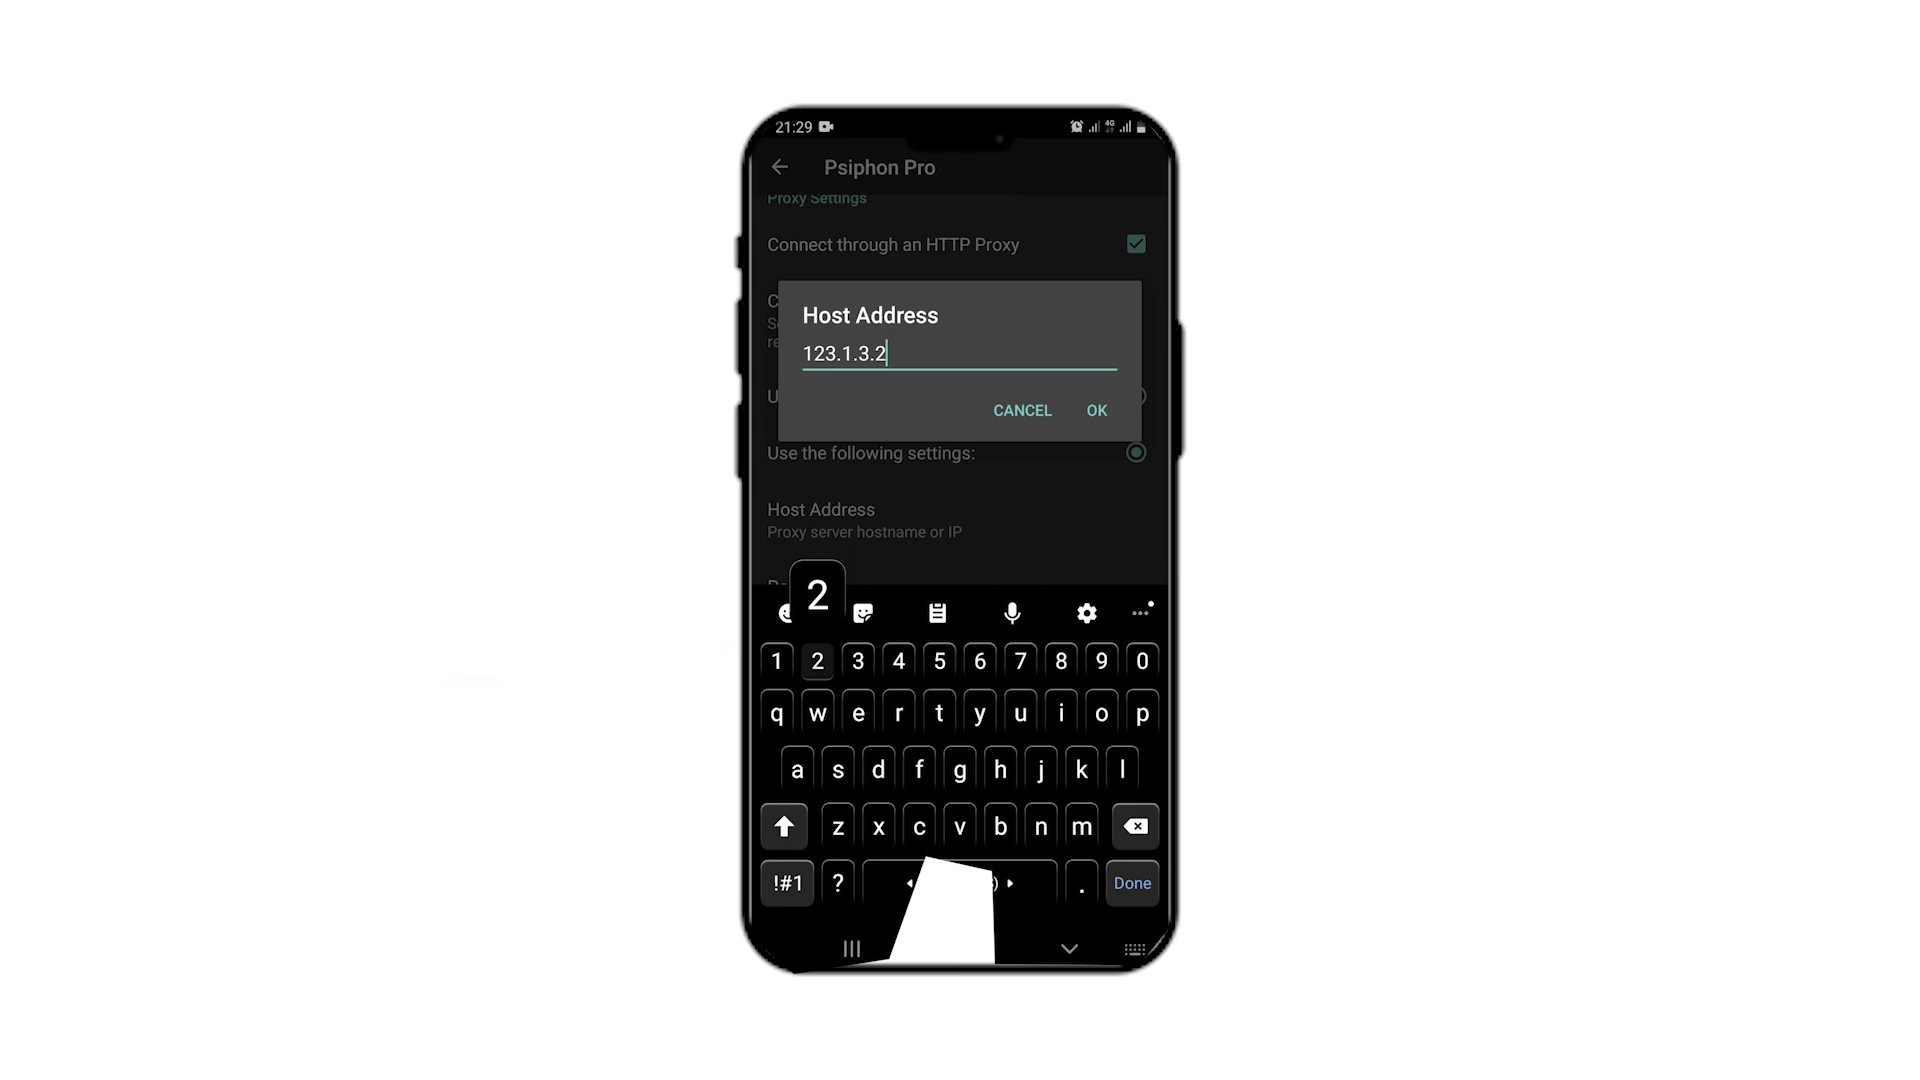 21:29
4G
Psiphon Pro
Proxy Settings
Connect through an HTTP Proxy
Host Address
123.1.3.2
CANCEL OK
Use the following settings:
Host Address
Proxy server hostname or IP
2
1 2 3 4 5 6 7 8 9 0
q w e r t y u i o p
a s d f g h j k l
z x c v b n m
!#1 ? . Done